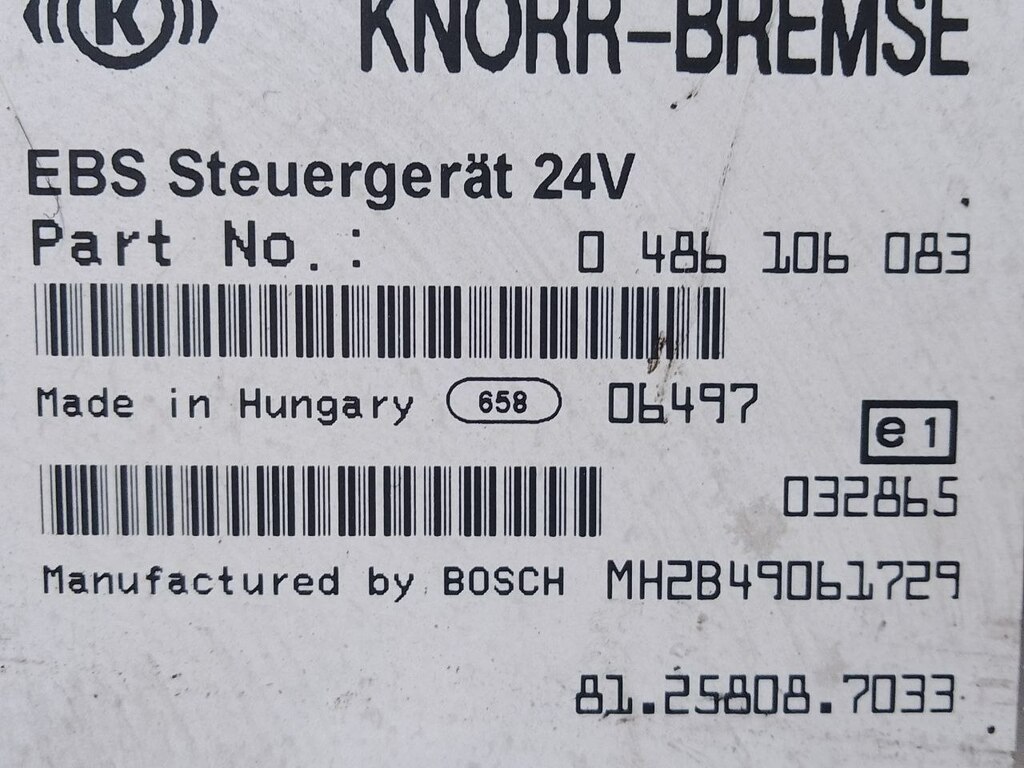 K KNORR-BREMSE
EBS Steuergerät 24V
Part No.: 0 486 106 083
Made in Hungary 658 06497
e1
032865
Manufactured by BOSCH MH2B49061729
81.25808.7033